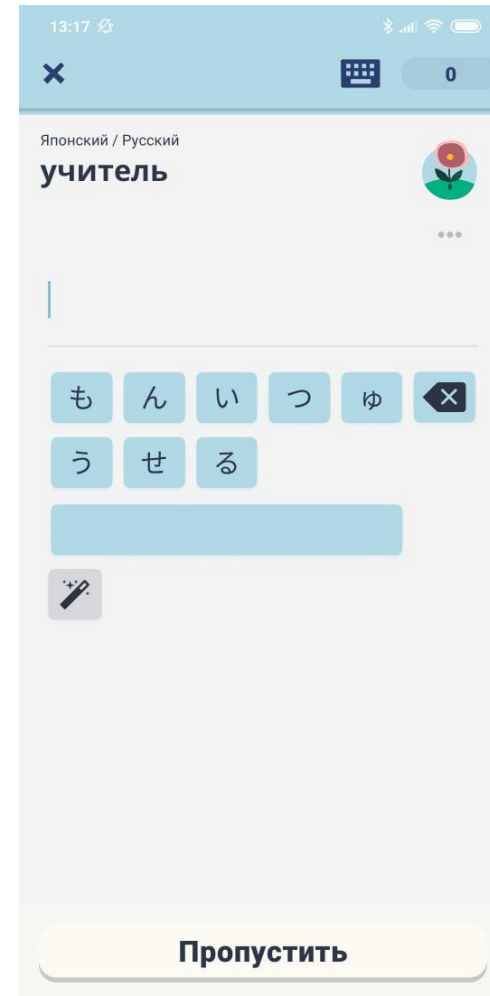 13:17
0
Японский / Русский
учитель
も ん い つ ゅ
う せ る
Пропустить